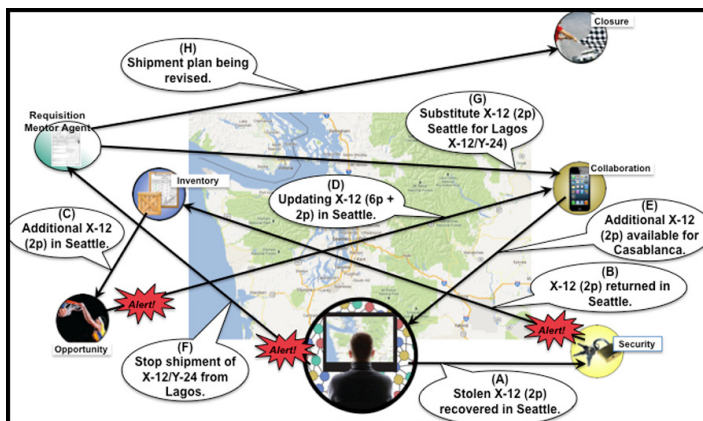 Closure
(H)
Shipment plan being
revised.
Requisition
Mentor Agent
(G)
Substitute X-12 (2p)
Seattle for Lagos
X-12/Y-24)
Inventory
Collaboration
(D)
Updating X-12 (6p +
2p) in Seattle.
(C)
Additional X-12
(2p) in Seattle.
(E)
Additional X-12
(2p) available for
Casablanca.
(B)
X-12 (2p) returned in
Seattle.
Alert!
Alert!
Alert!
Opportunity
Security
(F)
Stop shipment of
X-12/Y-24 from
Lagos.
(A)
Stolen X-12 (2p)
recovered in Seattle.